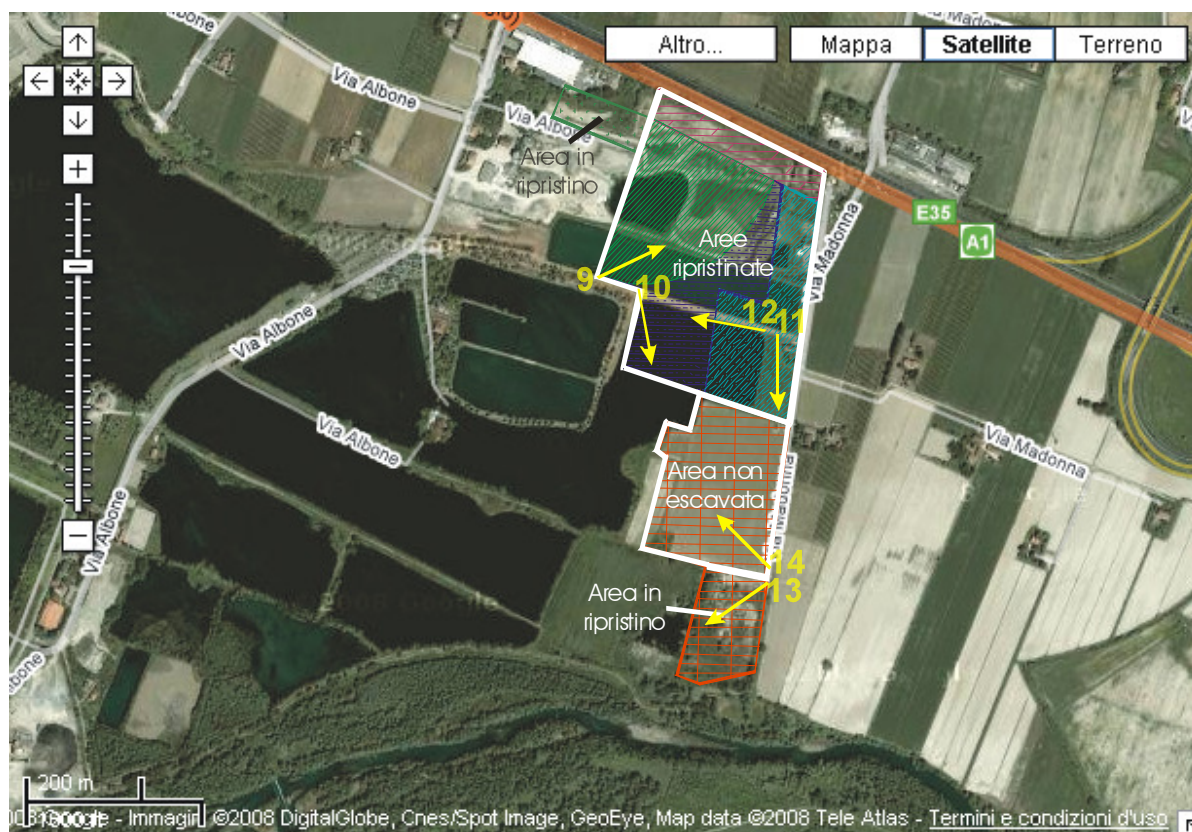 Altro...
Mappa
Satellite
Terreno
Via Madonna
Via Albone
Via Albone
Area in
ripristino
E35
A1
Aree
ripristinate
Via Madonna
9
10
12
11
Via Albone
Via Albone
Via Madonna
Area non
escavata
Madonna
14
13
Via Albone
Area in
ripristino
Albone
200 m
Google - Immagini ©2008 DigitalGlobe, Cnes/Spot Image, GeoEye, Map data ©2008 Tele Atlas - Termini e condizioni d'uso